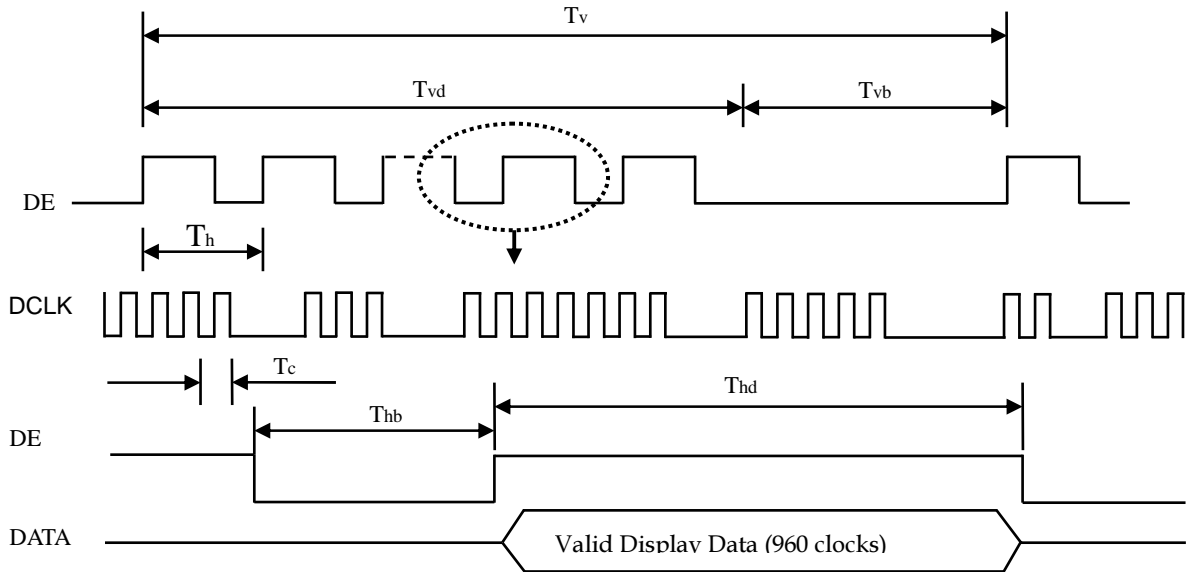 Tv
Tvd
Tvb
DE
Th
DCLK
Tc
Thd
Thb
DE
DATA
Valid Display Data (960 clocks)